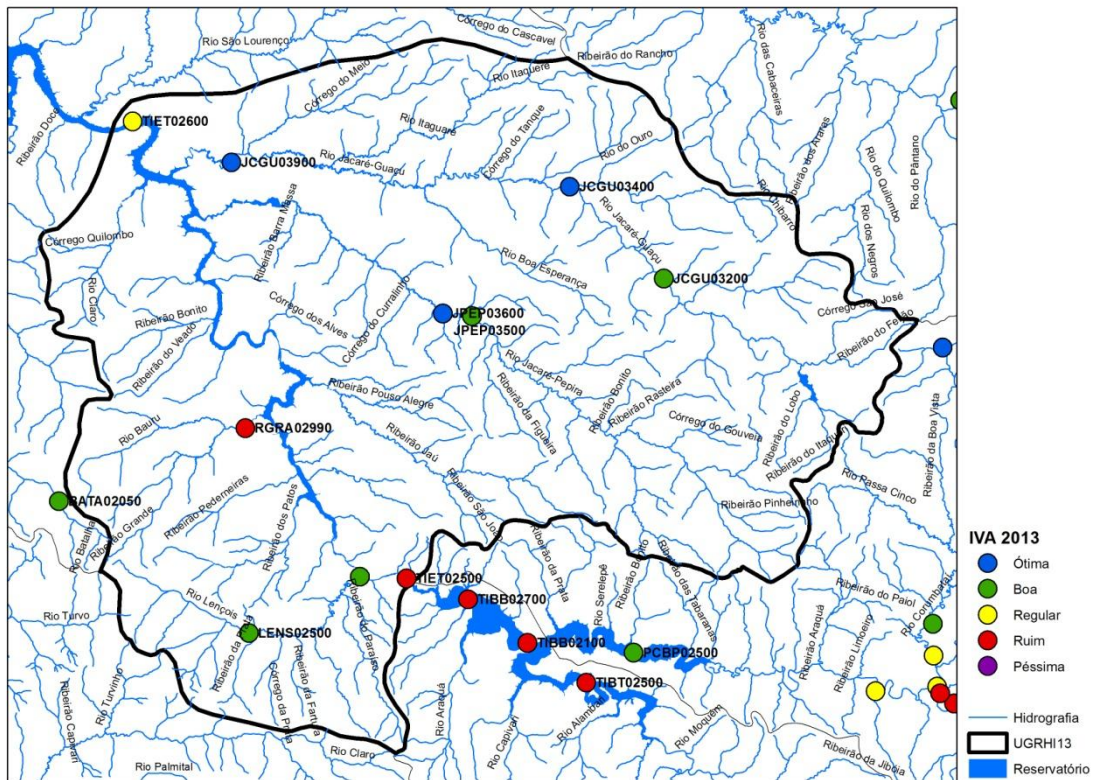 Córrego do Cascavel
Rio São Lourenço
Ribeirão do Rancho
Rio das Cabaceiras
Córrego do Melo
Rio Itaquerê
Ribeirão Doce
TIET02600
Rio Itaguaré
Córrego do Tanque
Rio do Ouro
Ribeirão das Araras
Rio do Quilombo
Rio do Pântano
JCGU03900
Rio Jacaré-Guaçu
JCGU03400
Rio Chibarro
Rio dos Negros
Ribeirão Barra Mansa
Rio Jacaré-Guaçu
Córrego Quilombo
Rio Boa Esperança
JCGU03200
Rio Claro
Córrego São José
Ribeirão Bonito
Córrego dos Alves
Córrego do Curralinho
JPEP03600
JPEP03500
Ribeirão do Feijão
Ribeirão do Veado
Rio Jacaré-Pepira
Ribeirão Bonito
Ribeirão Rasteira
Ribeirão Pouso Alegre
Ribeirão da Figueira
Ribeirão do Lobo
Ribeirão da Boa Vista
Rio Bauru
RGRA02990
Córrego do Gouveia
Ribeirão Jaú
Ribeirão do Itaqueri
Rio Passa Cinco
BATA02050
Ribeirão Grande
Ribeirão Pederneiras
Ribeirão dos Patos
Ribeirão São João
Ribeirão Pinheirinho
Rio Batalha
Ribeirão da Prata
Ribeirão Bonito
Ribeirão das Tabaranas
Rio Serelepê
TIET02500
Ribeirão do Paraíso
TIBB02700
Ribeirão do Paiol
Rio Corumbataí
Rio Turvo
Rio Lençois
Ribeirão da Prata
LENS02500
TIBB02100
PCBP02500
Ribeirão Araquá
Ribeirão Limoeiro
TIBT02500
Rio Turvinho
Córrego da Prata
Ribeirão da Fartura
Rio Araquá
Rio Capivari
Rio Alambari
Rio Moquém
Ribeirão Capivari
Rio Claro
Rio Palmital
Ribeirão da Jibóia
IVA 2013
Ótima
Boa
Regular
Ruim
Péssima
Hidrografia
UGRHI13
Reservatório